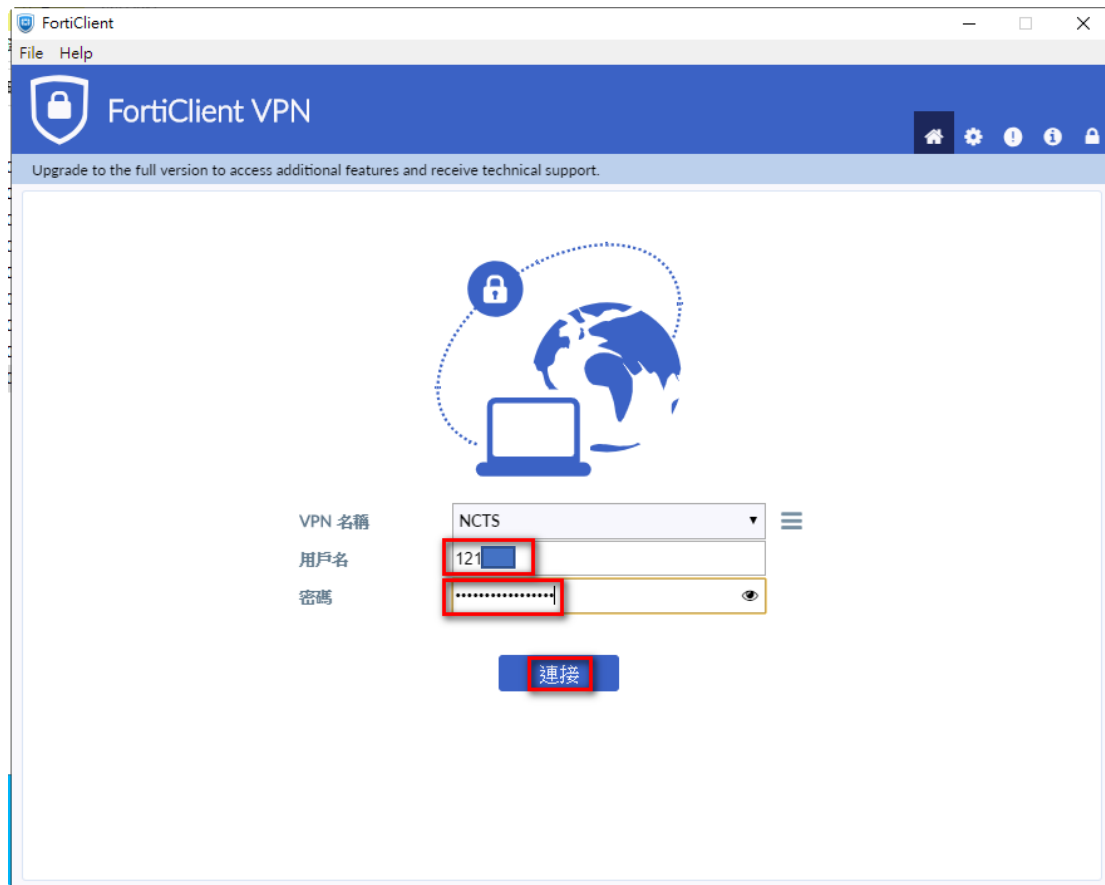 FortiClient
File Help
FortiClient VPN
Upgrade to the full version to access additional features and receive technical support.
VPN 名稱 NCTS
用戶名 121
密碼 •••••••••••••••••
連接